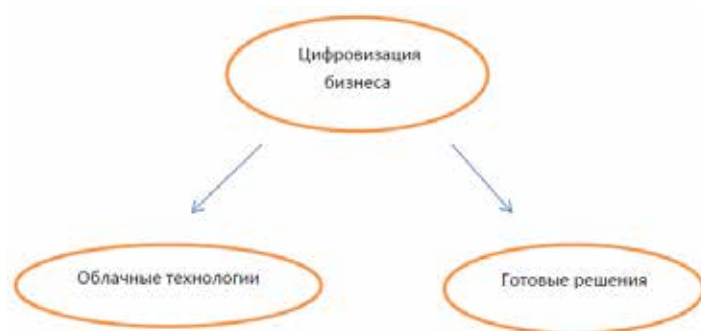 Цифровизация
бизнеса
Облачные технологии
Готовые решения